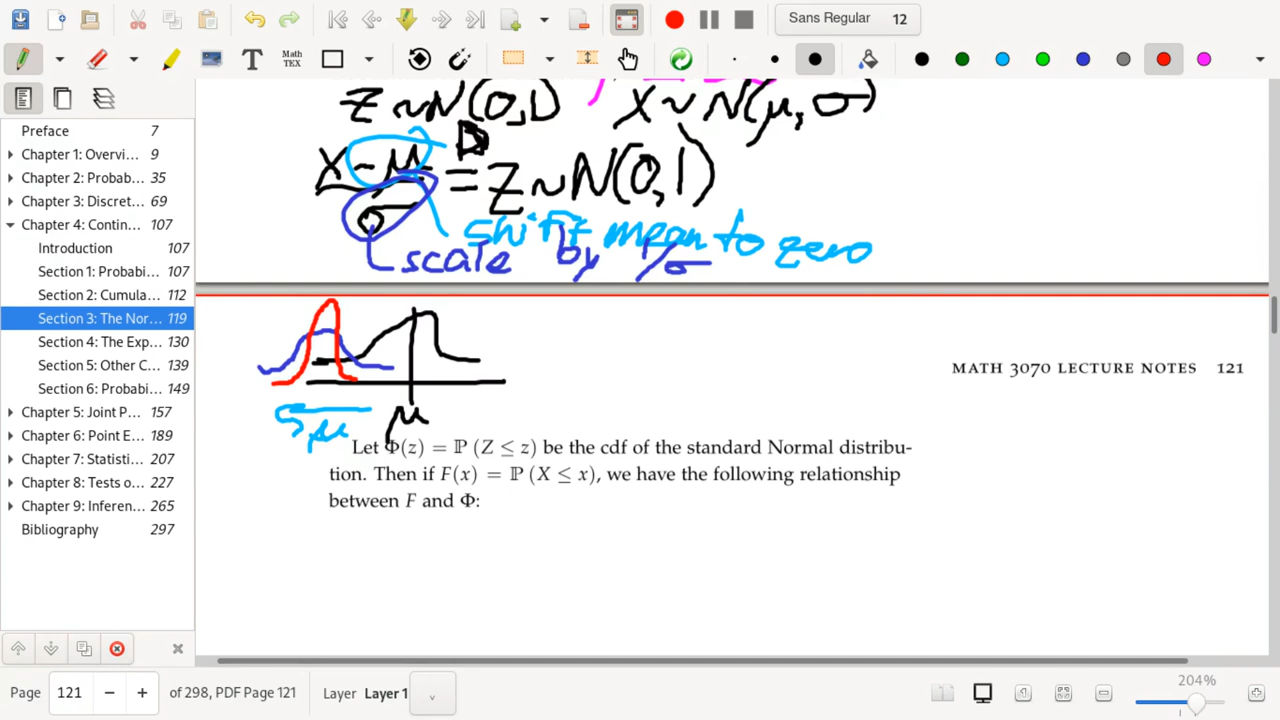 Sans Regular 12
T Math TEX
Preface 7
Chapter 1: Overvi... 9
Chapter 2: Probab... 35
Chapter 3: Discret... 69
Chapter 4: Contin... 107
Introduction 107
Section 1: Probabi... 107
Section 2: Cumula... 112
Section 3: The Nor... 119
Section 4: The Exp... 130
Section 5: Other C... 139
Section 6: Probabi... 149
Chapter 5: Joint P... 157
Chapter 6: Point E... 189
Chapter 7: Statisti... 207
Chapter 8: Tests o... 227
Chapter 9: Inferen... 265
Bibliography 297
Z ~ N(0,1) X ~ N(μ, σ)
X - μ / σ =ᴰ Z ~ N(0,1)
shift mean to zero
scale by 1/σ
μ
μ
MATH 3070 LECTURE NOTES 121
Let Φ(z) = ℙ (Z ≤ z) be the cdf of the standard Normal distribu-
tion. Then if F(x) = ℙ (X ≤ x), we have the following relationship
between F and Φ:
Page 121 of 298, PDF Page 121 Layer Layer 1
204%